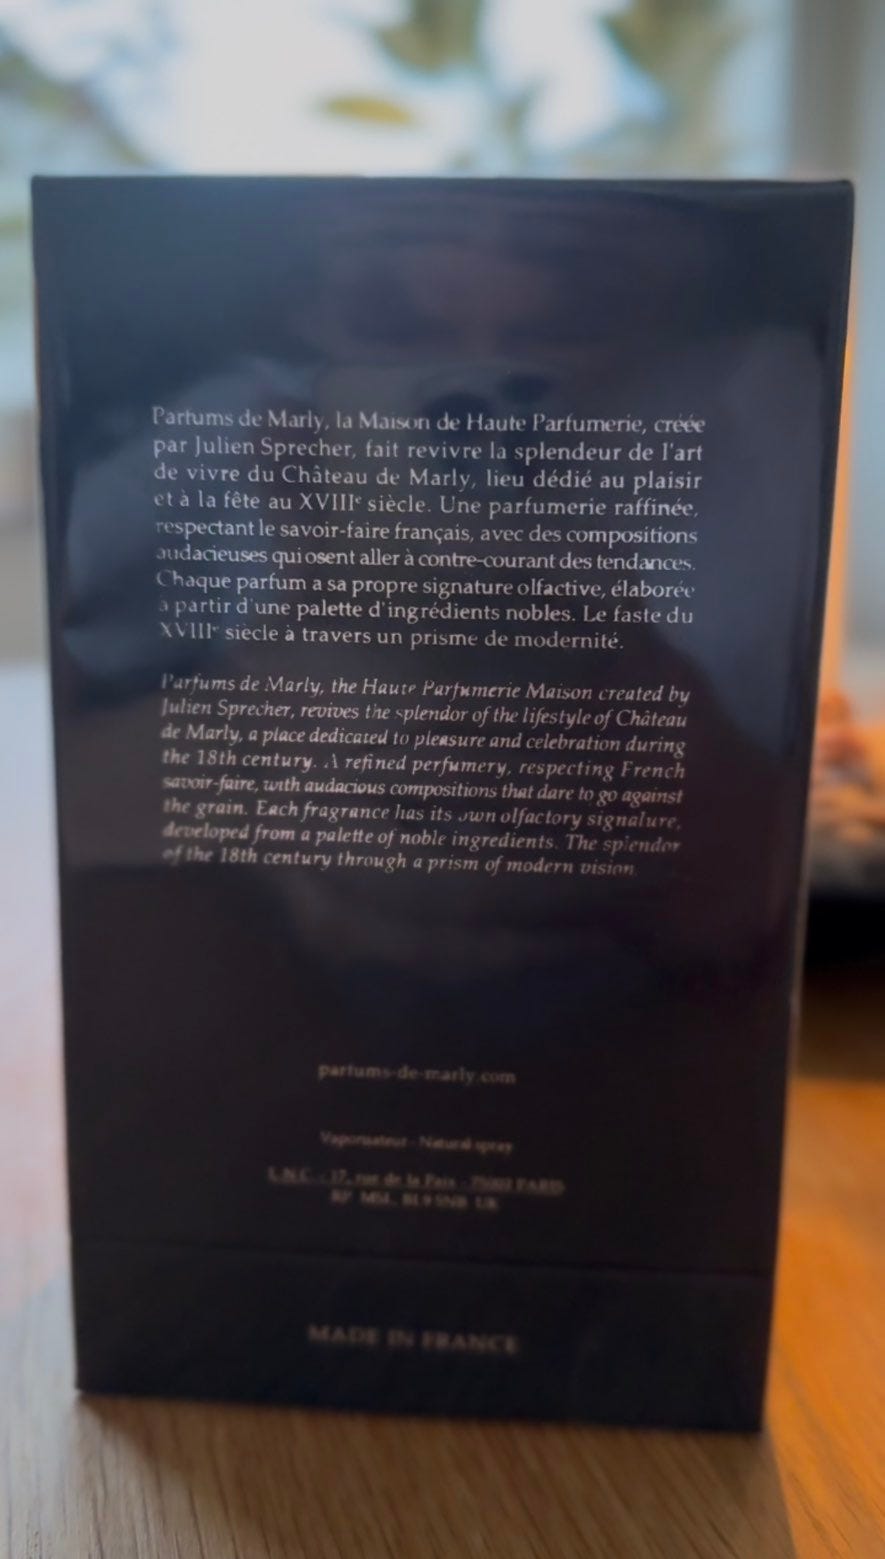 Parfums de Marly, la Maison de Haute Parfumerie, créée
par Julien Sprecher, fait revivre la splendeur de l'art
de vivre du Château de Marly, lieu dédié au plaisir
et à la fête au XVIIIe siècle. Une parfumerie raffinée,
respectant le savoir-faire français, avec des compositions
audacieuses qui osent aller à contre-courant des tendances.
Chaque parfum a sa propre signature olfactive, élaborée
à partir d'une palette d'ingrédients nobles. Le faste du
XVIIIe siècle à travers un prisme de modernité.
Parfums de Marly, the Haute Parfumerie Maison created by
Julien Sprecher, revives the splendor of the lifestyle of Château
de Marly, a place dedicated to pleasure and celebration during
the 18th century. A refined perfumery, respecting French
savoir-faire, with audacious compositions that dare to go against
the grain. Each fragrance has its own olfactory signature,
developed from a palette of noble ingredients. The splendor
of the 18th century through a prism of modern vision.
parfums-de-marly.com
Vaporisateur - Natural spray
17, rue de la Paix - 75002 PARIS
UK
MADE IN FRANCE